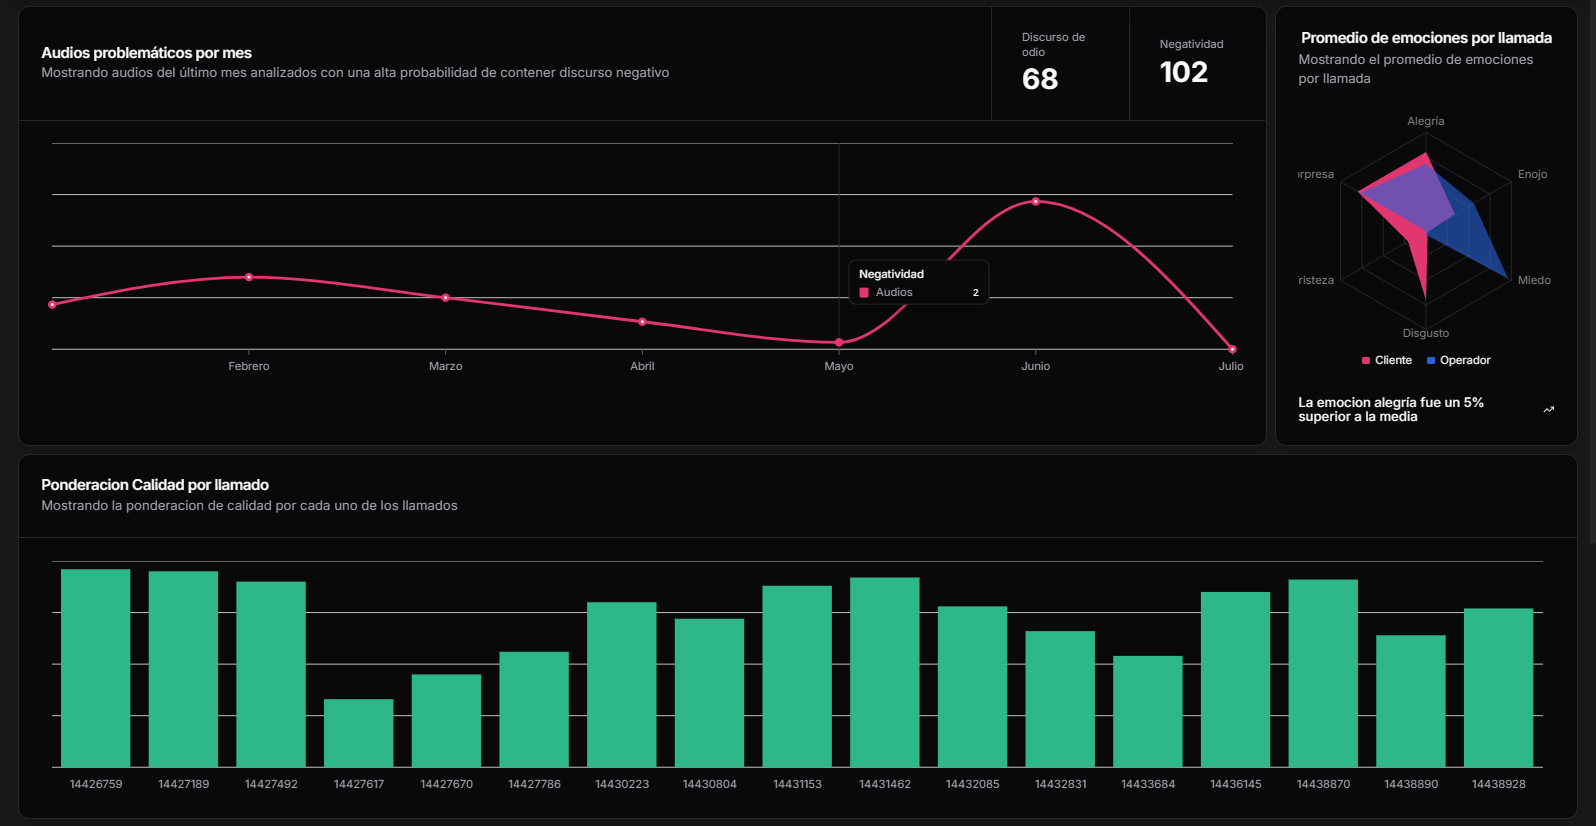 Audios problemáticos por mes
Mostrando audios del último mes analizados con una alta probabilidad de contener discurso negativo
Discurso de
odio
68
Negatividad
102
Negatividad
Audios 2
Febrero Marzo Abril Mayo Junio Julio
Promedio de emociones por llamada
Mostrando el promedio de emociones
por llamada
Alegría
rpresa Enojo
risteza Miedo
Disgusto
Cliente Operador
La emocion alegría fue un 5%
superior a la media
Ponderacion Calidad por llamado
Mostrando la ponderacion de calidad por cada uno de los llamados
14426759 14427189 14427492 14427617 14427670 14427786 14430223 14430804 14431153 14431462 14432085 14432831 14433684 14436145 14438870 14438890 14438928